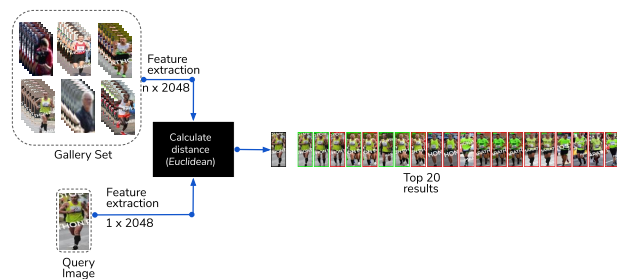 Feature
extraction
n x 2048
Gallery Set
Calculate
distance
(Euclidean)
Top 20
results
Feature
extraction
1 x 2048
Query
Image